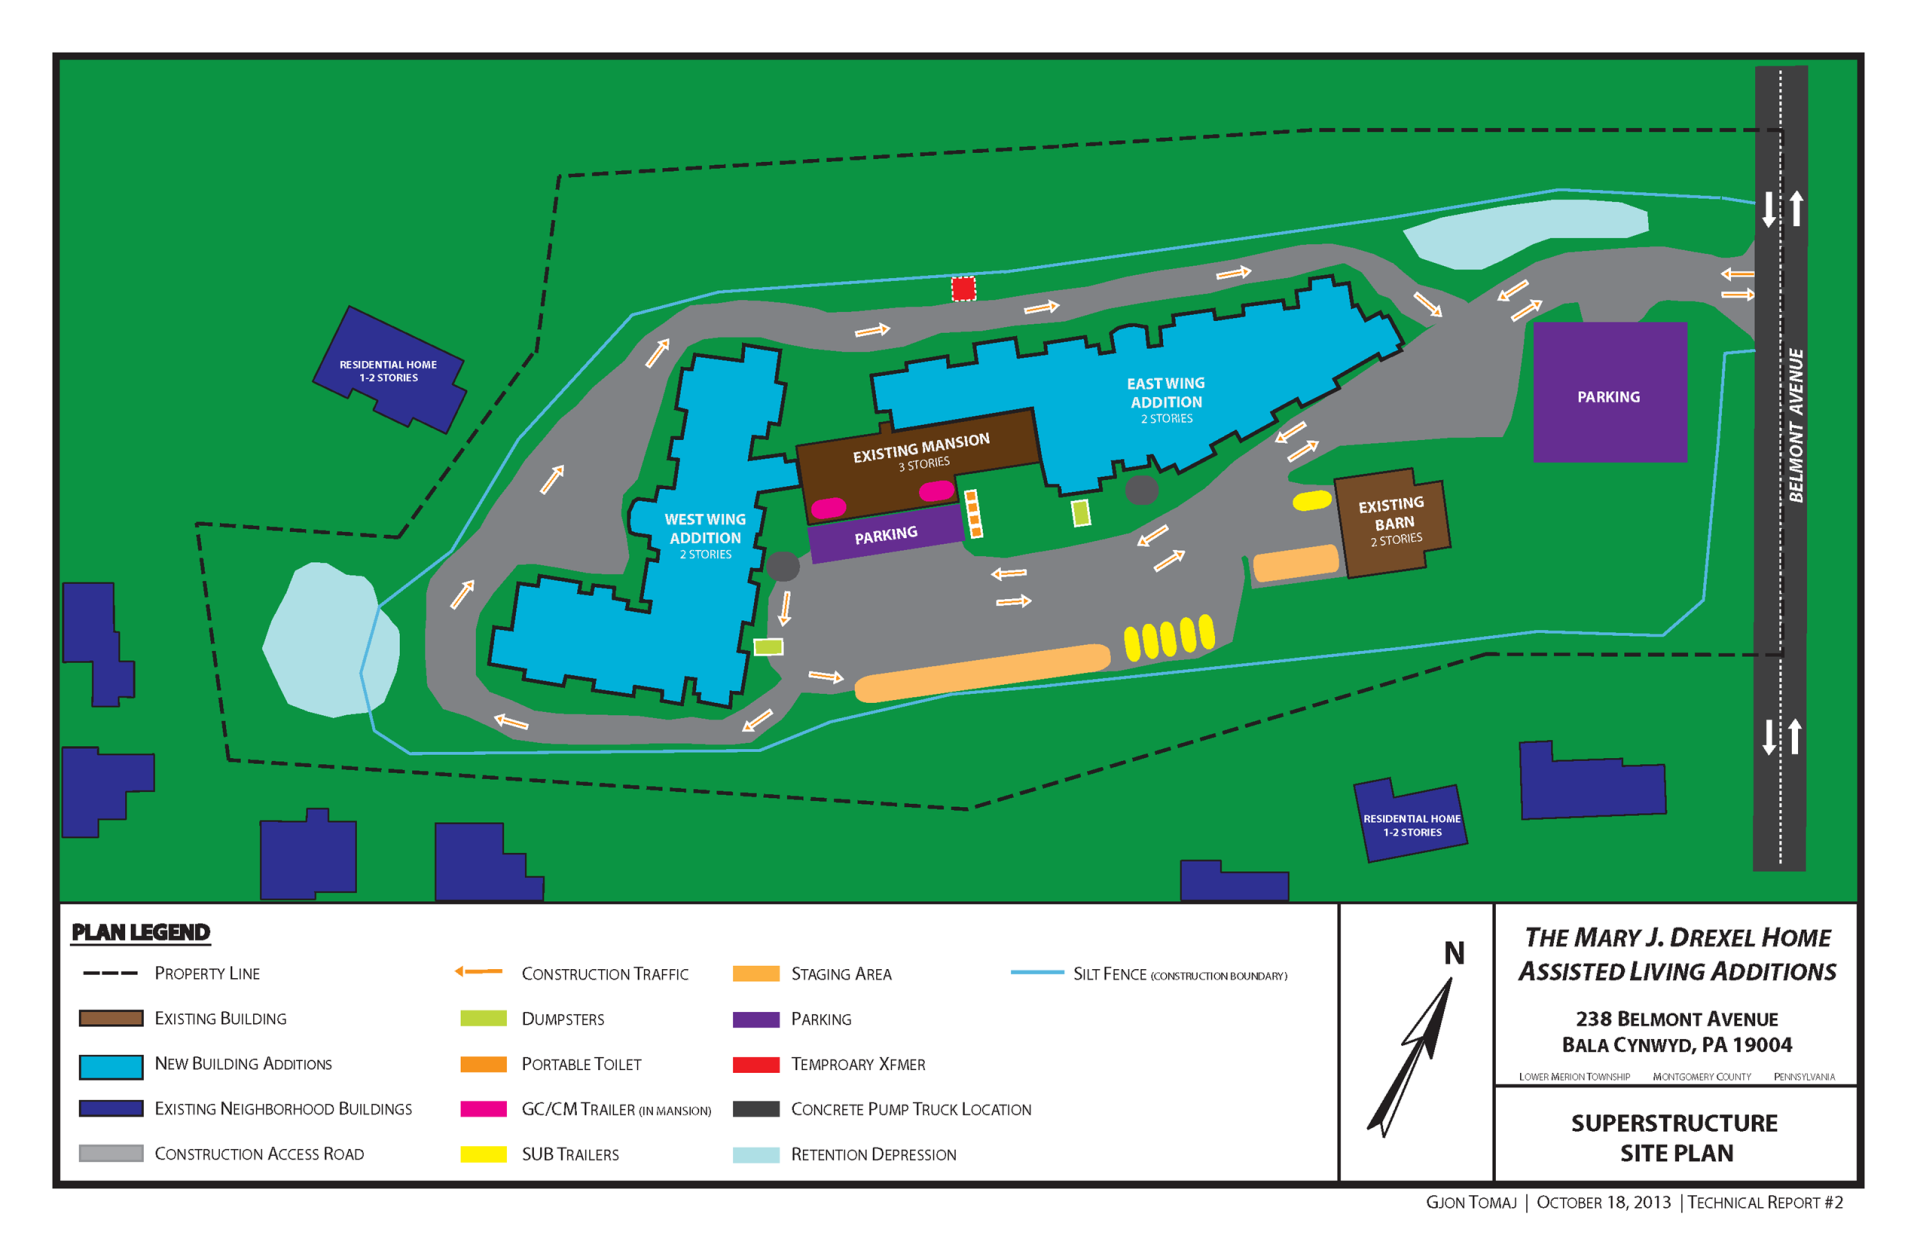 RESIDENTIAL HOME
1-2 STORIES
EAST WING
ADDITION
2 STORIES
PARKING
BELMONT AVENUE
EXISTING MANSION
3 STORIES
WEST WING
ADDITION
2 STORIES
PARKING
EXISTING
BARN
2 STORIES
RESIDENTIAL HOME
1-2 STORIES
PLAN LEGEND
PROPERTY LINE
EXISTING BUILDING
NEW BUILDING ADDITIONS
EXISTING NEIGHBORHOOD BUILDINGS
CONSTRUCTION ACCESS ROAD
CONSTRUCTION TRAFFIC
DUMPSTERS
PORTABLE TOILET
GC/CM TRAILER (IN MANSION)
SUB TRAILERS
STAGING AREA
PARKING
TEMPROARY XFMER
CONCRETE PUMP TRUCK LOCATION
RETENTION DEPRESSION
SILT FENCE (CONSTRUCTION BOUNDARY)
N
THE MARY J. DREXEL HOME
ASSISTED LIVING ADDITIONS
238 BELMONT AVENUE
BALA CYNWYD, PA 19004
LOWER MERION TOWNSHIP MONTGOMERY COUNTY PENNSYLVANIA
SUPERSTRUCTURE
SITE PLAN
GJON TOMAJ | OCTOBER 18, 2013 | TECHNICAL REPORT #2